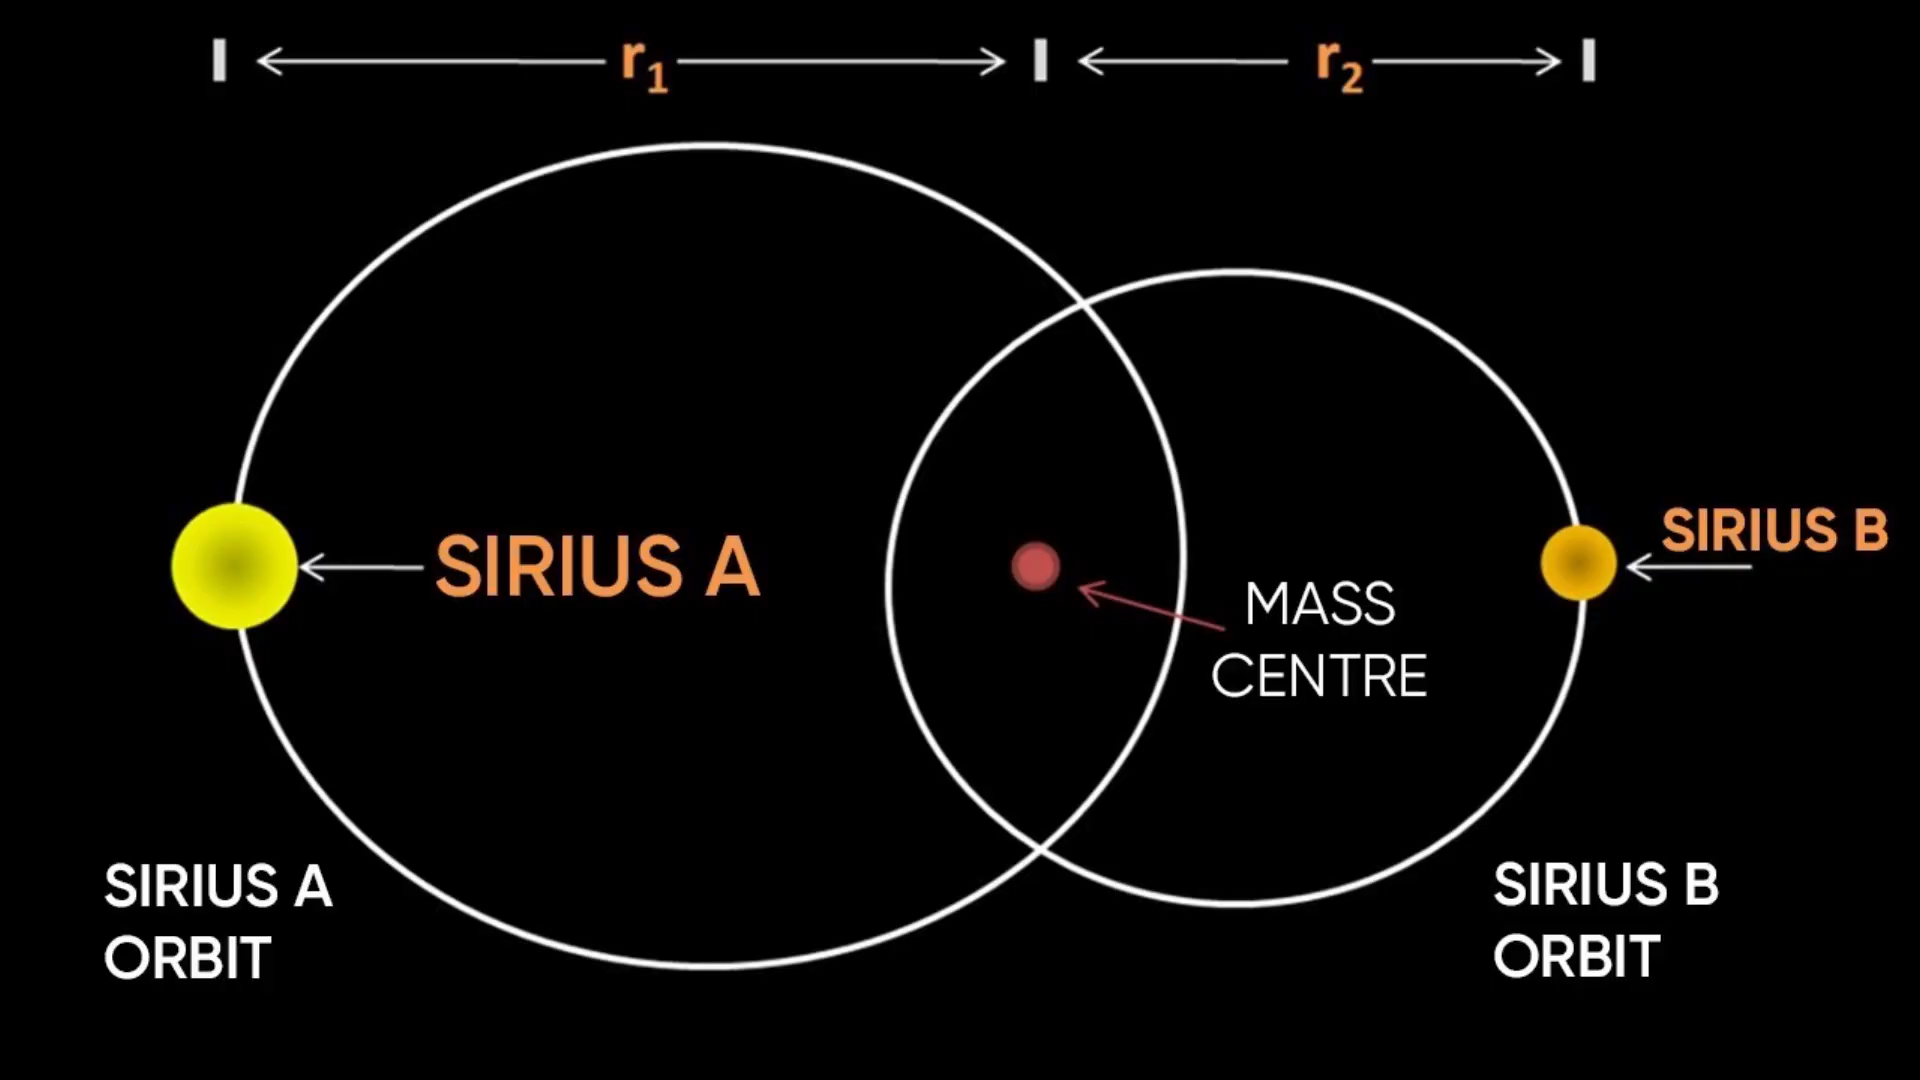 r₁
r₂
SIRIUS A
SIRIUS B
MASS
CENTRE
SIRIUS A
ORBIT
SIRIUS B
ORBIT